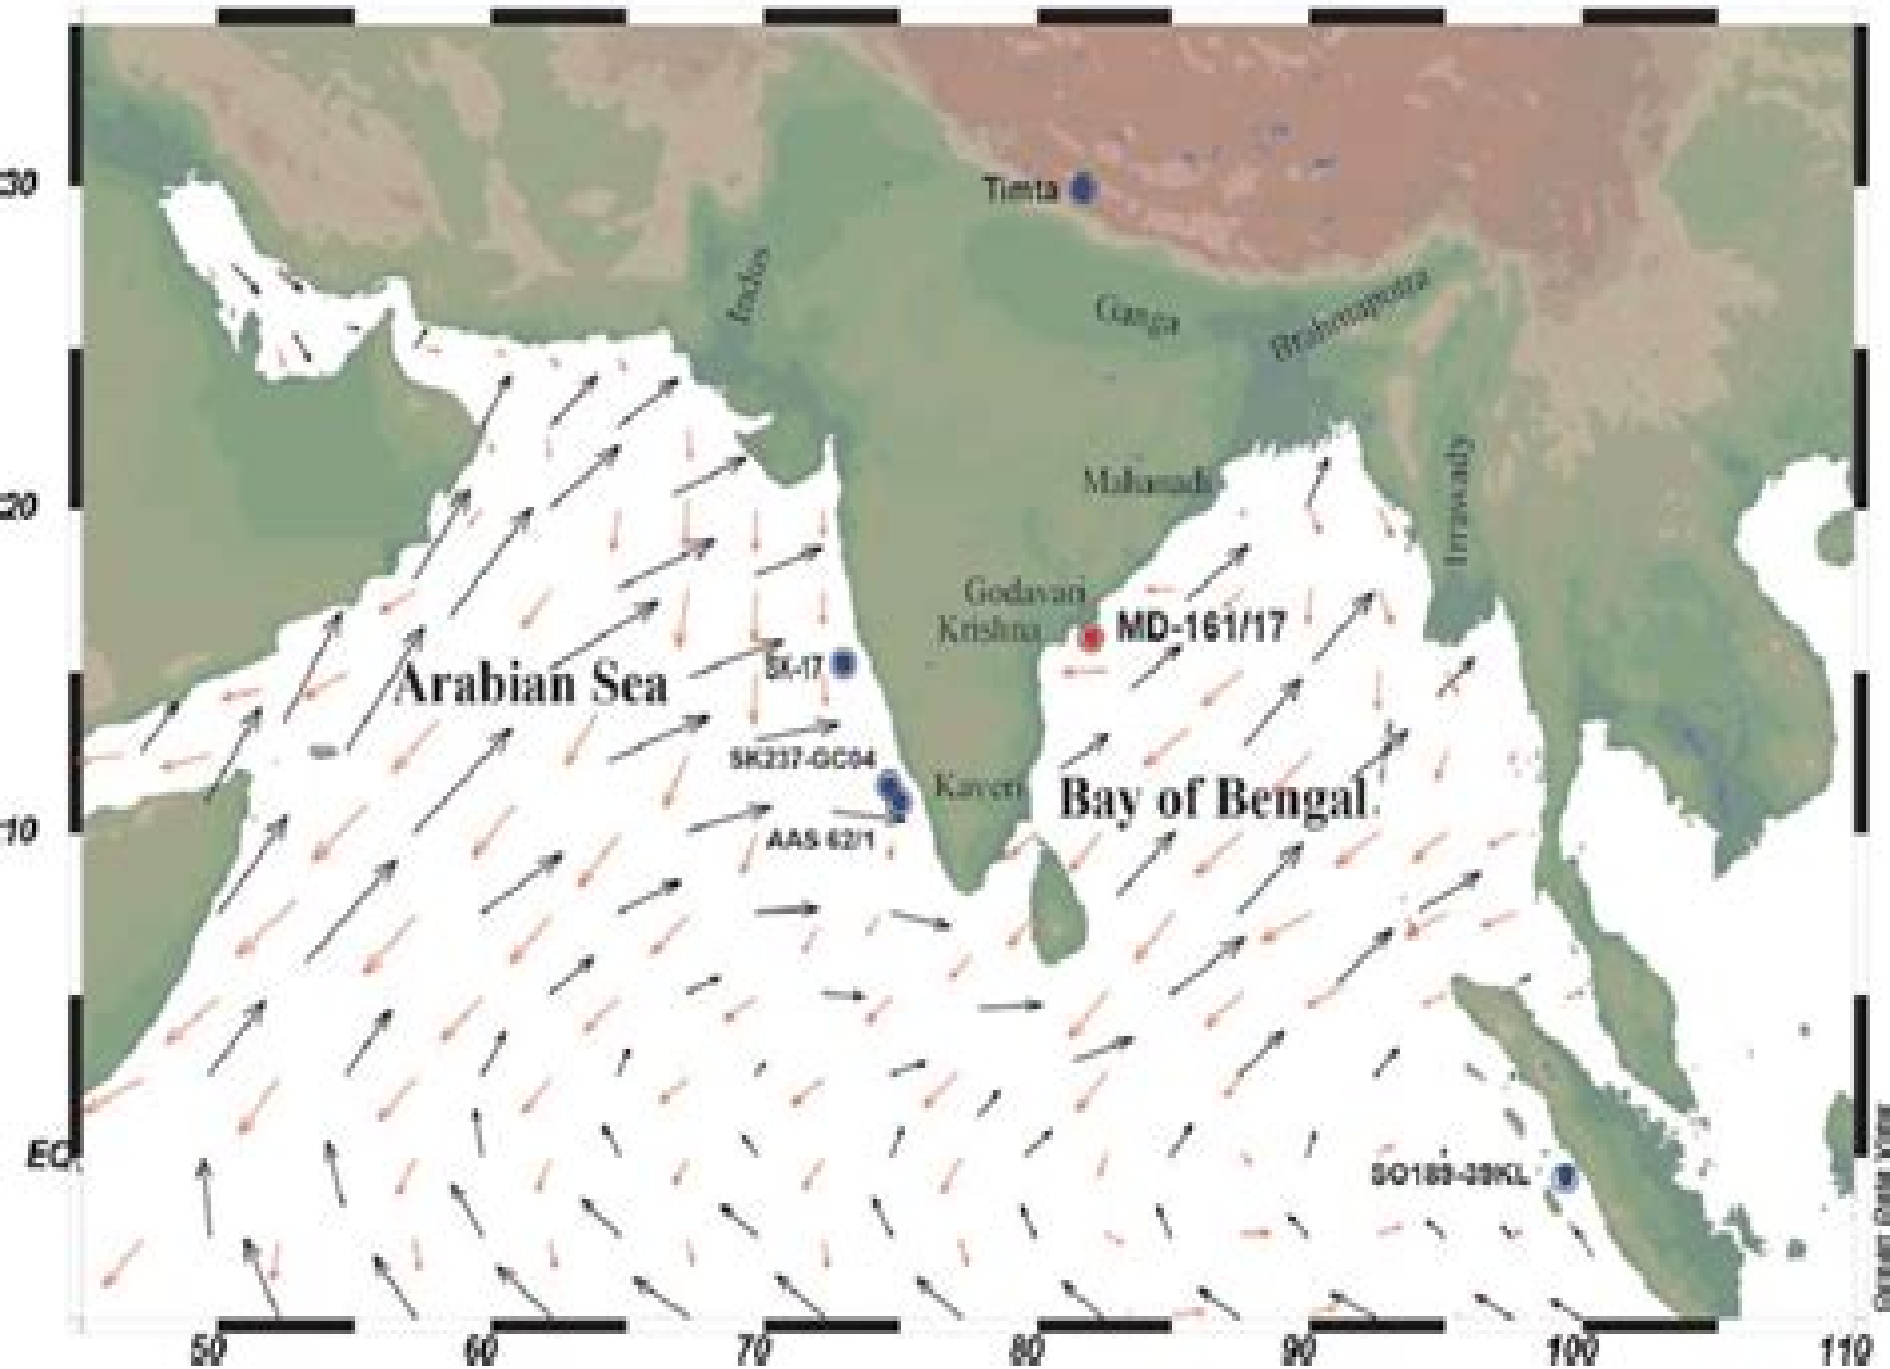 30
Timta
Indus
Ganga
Brahmaputra
20
Mahanadi
Irrawady
Godavari
Krishna
MD-161/17
Arabian Sea
SK-17
SK237-GC04
Kaveri
Bay of Bengal
10
AAS 62/1
EQ.
SO189-39KL
Ocean Data View
50
60
70
80
90
100
110